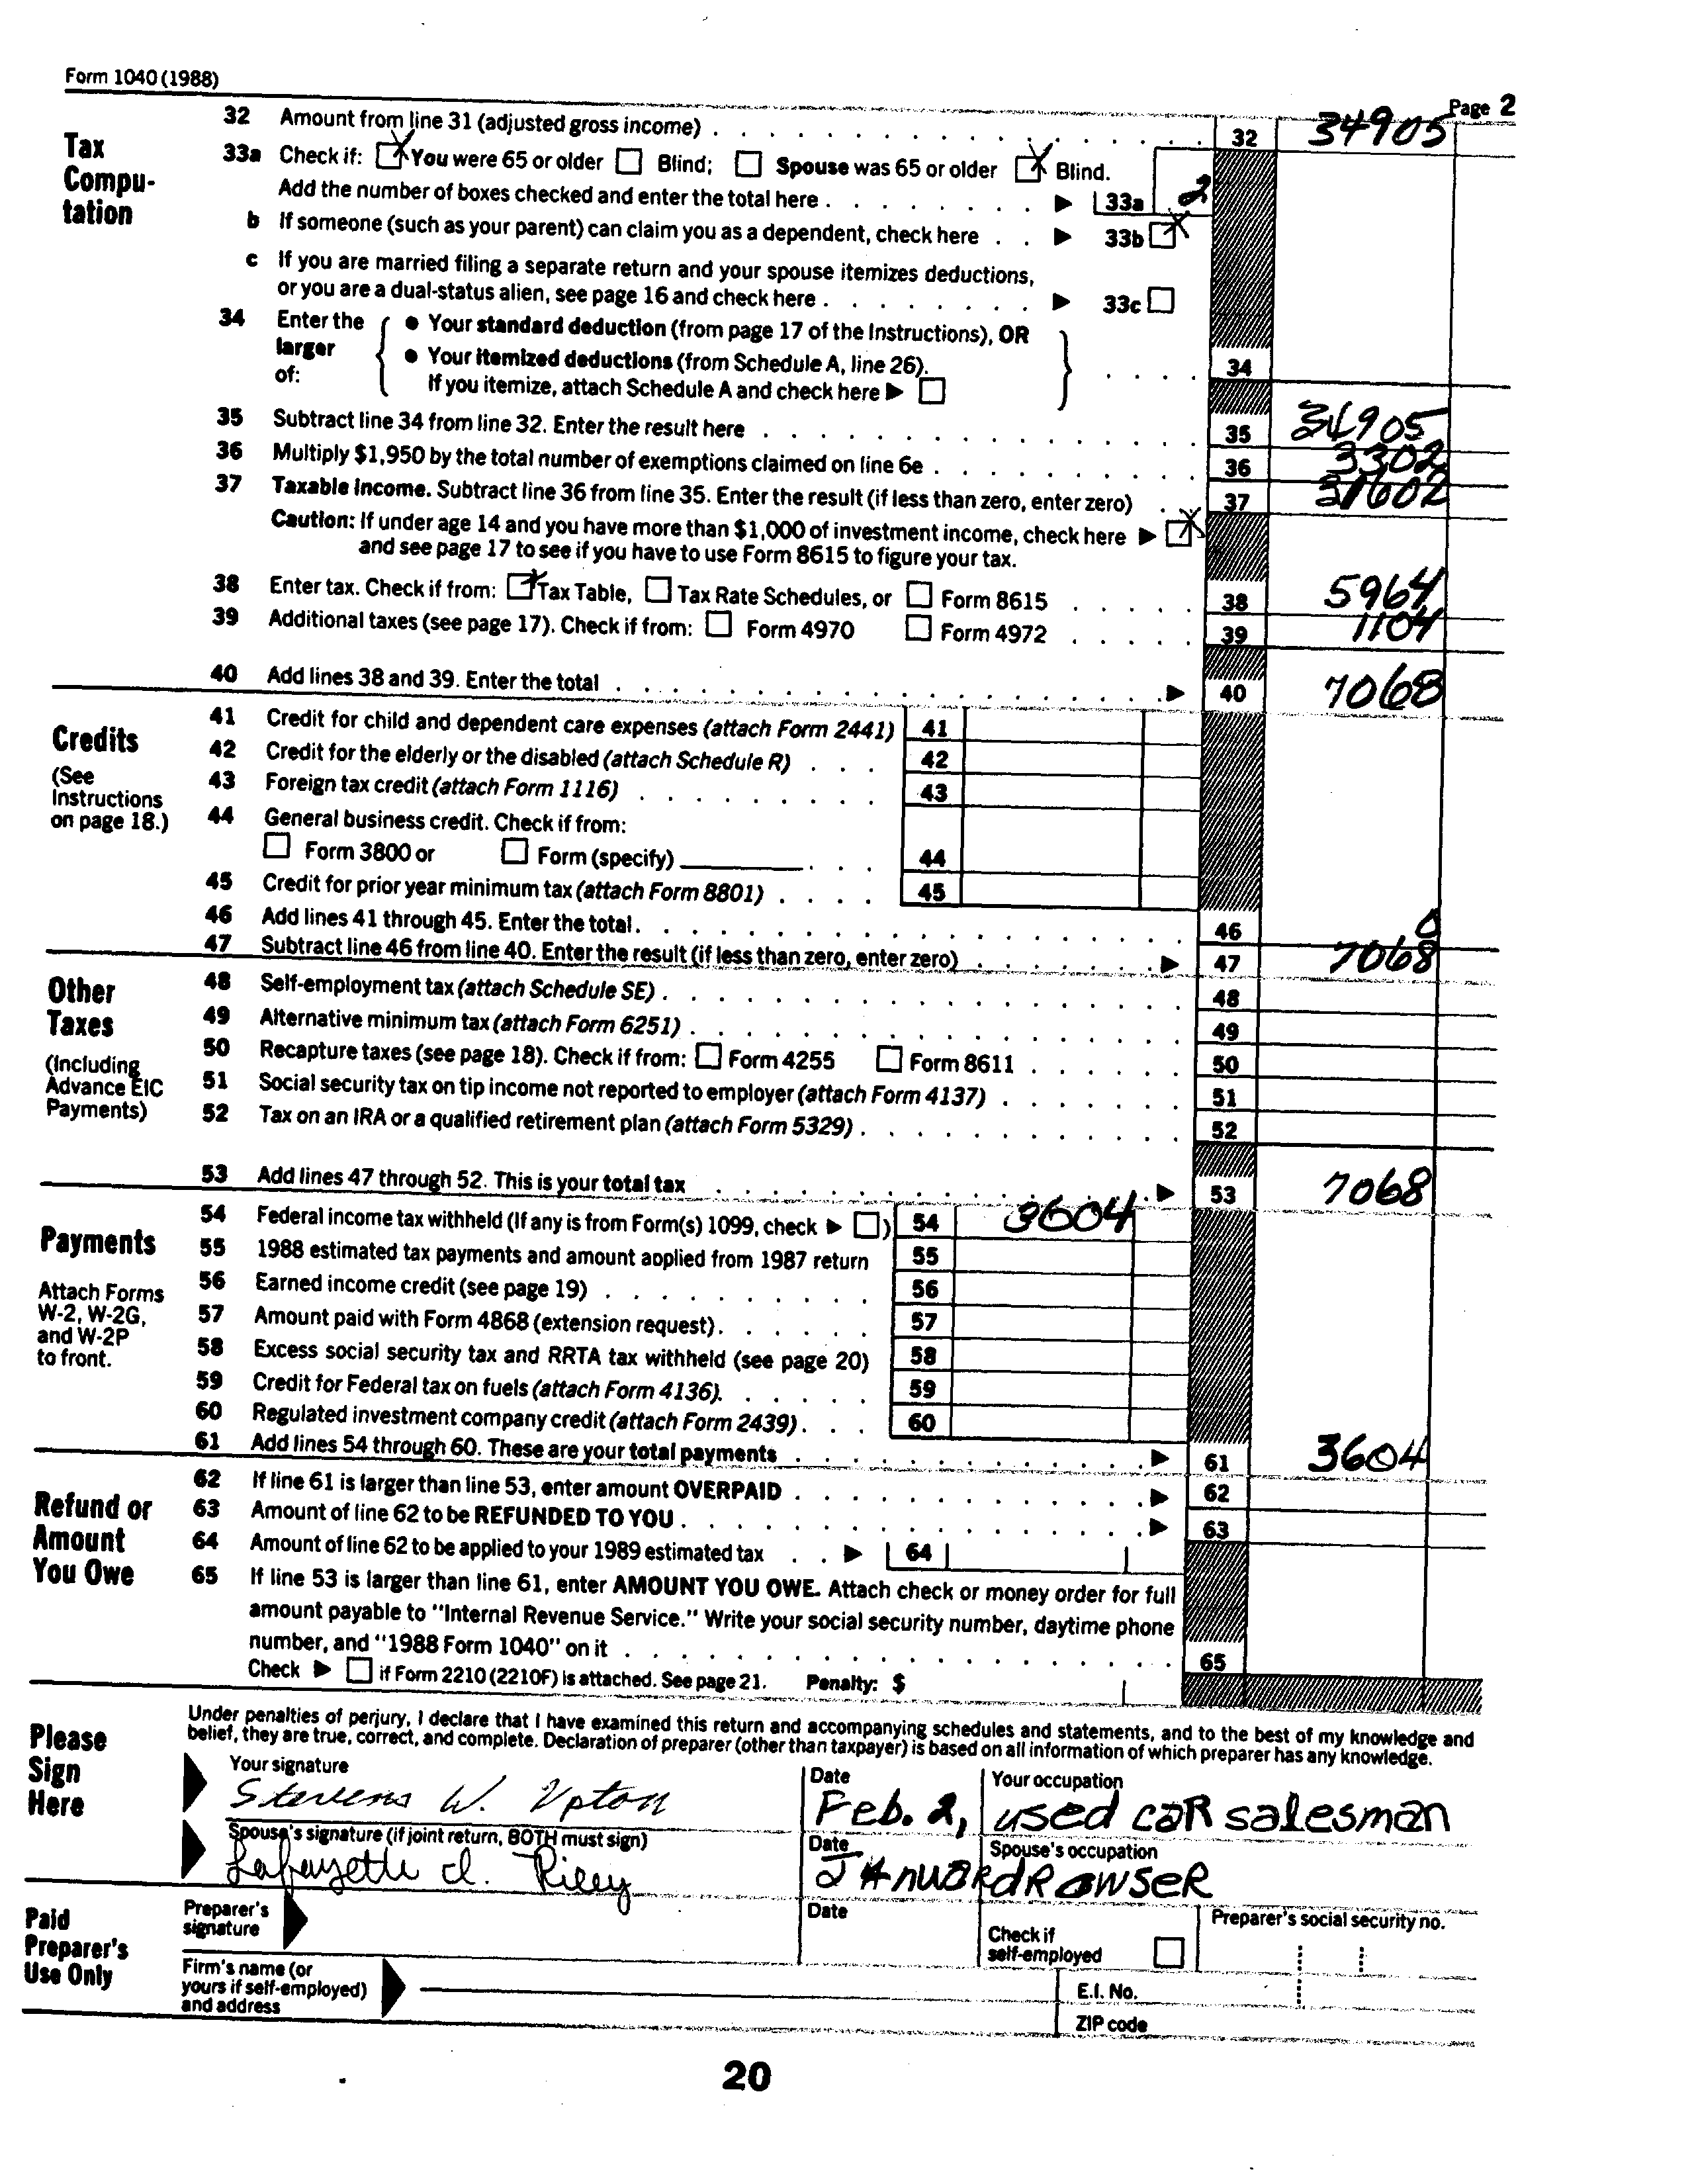 Form 1040 (1988)
Page 2
Tax Compu-tation
32 Amount from line 31 (adjusted gross income) . . . 32 34905
33a Check if: ☒ You were 65 or older ☐ Blind; ☐ Spouse was 65 or older ☒ Blind.
Add the number of boxes checked and enter the total here . . . ▶ 33a 2
b If someone (such as your parent) can claim you as a dependent, check here . . ▶ 33b ☒
c If you are married filing a separate return and your spouse itemizes deductions,
or you are a dual-status alien, see page 16 and check here . . . ▶ 33c ☐
34 Enter the larger of: { ● Your standard deduction (from page 17 of the Instructions), OR
● Your itemized deductions (from Schedule A, line 26).
If you itemize, attach Schedule A and check here ▶ ☐ } . . . . 34
35 Subtract line 34 from line 32. Enter the result here . . . 35 34905
36 Multiply $1,950 by the total number of exemptions claimed on line 6e . . . 36 3302
37 Taxable income. Subtract line 36 from line 35. Enter the result (if less than zero, enter zero) . . 37 31602
Caution: If under age 14 and you have more than $1,000 of investment income, check here ▶ ☒
and see page 17 to see if you have to use Form 8615 to figure your tax.
38 Enter tax. Check if from: ☒ Tax Table, ☐ Tax Rate Schedules, or ☐ Form 8615 . . . 38 5964
39 Additional taxes (see page 17). Check if from: ☐ Form 4970 ☐ Form 4972 . . . 39 1104
40 Add lines 38 and 39. Enter the total . . . ▶ 40 7068
Credits
(See Instructions on page 18.)
41 Credit for child and dependent care expenses (attach Form 2441) 41
42 Credit for the elderly or the disabled (attach Schedule R) . . . 42
43 Foreign tax credit (attach Form 1116) . . . 43
44 General business credit. Check if from:
☐ Form 3800 or ☐ Form (specify) ______ . . . 44
45 Credit for prior year minimum tax (attach Form 8801) . . . . 45
46 Add lines 41 through 45. Enter the total. . . . 46 0
47 Subtract line 46 from line 40. Enter the result (if less than zero, enter zero) . . . ▶ 47 7068
Other Taxes
(Including Advance EIC Payments)
48 Self-employment tax (attach Schedule SE) . . . 48
49 Alternative minimum tax (attach Form 6251) . . . 49
50 Recapture taxes (see page 18). Check if from: ☐ Form 4255 ☐ Form 8611 . . . 50
51 Social security tax on tip income not reported to employer (attach Form 4137) . . . 51
52 Tax on an IRA or a qualified retirement plan (attach Form 5329) . . . 52
53 Add lines 47 through 52. This is your total tax . . . ▶ 53 7068
Payments
Attach Forms W-2, W-2G, and W-2P to front.
54 Federal income tax withheld (If any is from Form(s) 1099, check ▶ ☐ ) 54 3604
55 1988 estimated tax payments and amount applied from 1987 return 55
56 Earned income credit (see page 19) . . . 56
57 Amount paid with Form 4868 (extension request). . . . 57
58 Excess social security tax and RRTA tax withheld (see page 20) 58
59 Credit for Federal tax on fuels (attach Form 4136). . . . 59
60 Regulated investment company credit (attach Form 2439) . . . 60
61 Add lines 54 through 60. These are your total payments . . . ▶ 61 3604
Refund or Amount You Owe
62 If line 61 is larger than line 53, enter amount OVERPAID . . . ▶ 62
63 Amount of line 62 to be REFUNDED TO YOU . . . ▶ 63
64 Amount of line 62 to be applied to your 1989 estimated tax . . ▶ 64
65 If line 53 is larger than line 61, enter AMOUNT YOU OWE. Attach check or money order for full
amount payable to "Internal Revenue Service." Write your social security number, daytime phone
number, and "1988 Form 1040" on it . . . 65
Check ▶ ☐ if Form 2210 (2210F) is attached. See page 21. Penalty: $
Please Sign Here
Under penalties of perjury, I declare that I have examined this return and accompanying schedules and statements, and to the best of my knowledge and
belief, they are true, correct, and complete. Declaration of preparer (other than taxpayer) is based on all information of which preparer has any knowledge.
Your signature Date Your occupation
Stevens W. Upton Feb. 2, used caR salesman
Spouse's signature (if joint return, BOTH must sign) Date Spouse's occupation
Lafayette d. Riley JAnuaRdRowseR
Paid Preparer's Use Only
Preparer's signature Date Check if self-employed ☐ Preparer's social security no.
Firm's name (or yours if self-employed) and address E.I. No.
ZIP code
20